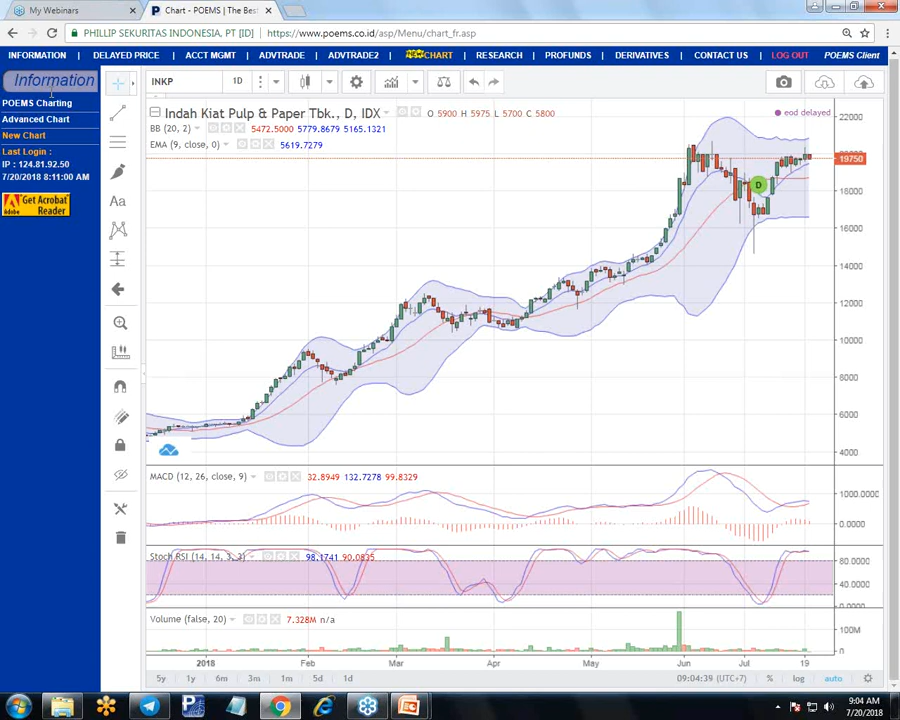 My Webinars
Chart - POEMS | The Bes
PHILLIP SEKURITAS INDONESIA, PT [ID]
https://www.poems.co.id/asp/Menu/chart_fr.asp
INFORMATION | DELAYED PRICE | ACCT MGMT | ADVTRADE | ADVTRADE2 | NEW CHART | RESEARCH | PROFUNDS | DERIVATIVES | CONTACT US | LOG OUT POEMS Client
Information
POEMS Charting
Advanced Chart
New Chart
Last Login :
IP : 124.81.92.50
7/20/2018 8:11:00 AM
Get Acrobat
Reader
Adobe
INKP 1D
Indah Kiat Pulp & Paper Tbk., D, IDX O 5900 H 5975 L 5700 C 5800
eod delayed
BB (20, 2) 5472.5000 5779.8679 5165.1321
EMA (9, close, 0) 5619.7279
D
22000
19750
18000
16000
14000
12000
10000
8000
6000
4000
MACD (12, 26, close, 9) 32.8949 132.7278 99.8329
1000.0000
0.0000
Stoch RSI (14, 14, 3, 3) 98.1741 90.0835
80.0000
40.0000
0.0000
Volume (false, 20) 7.328M n/a
100M
0
2018 Feb Mar Apr May Jun Jul 19
5y 1y 6m 3m 1m 5d 1d
09:04:39 (UTC+7) % log auto
9:04 AM
7/20/2018